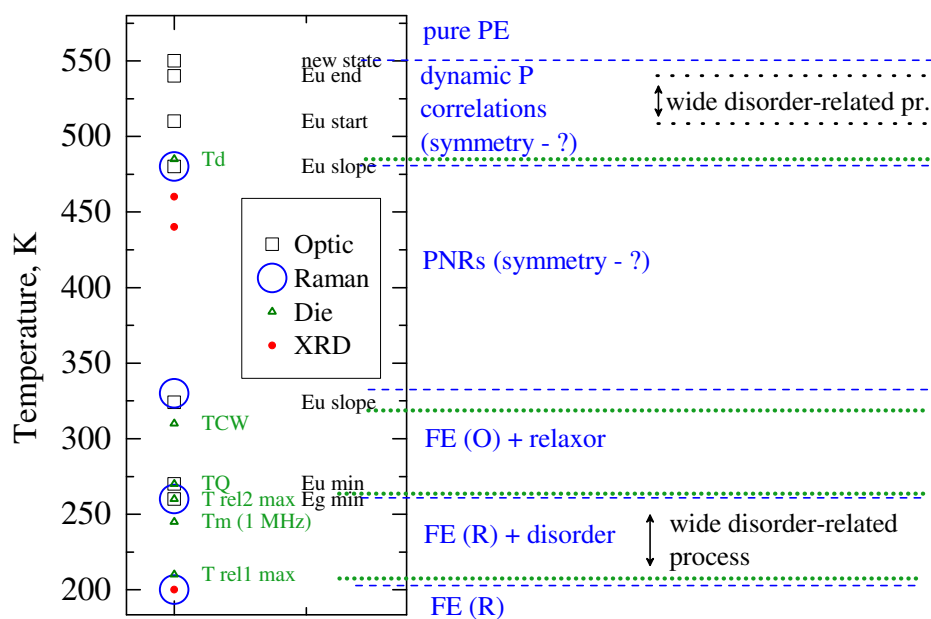 pure PE
550
new state
Eu end
dynamic P
correlations
(symmetry - ?)
wide disorder-related pr.
Eu start
500
Td
Eu slope
450
Optic
Raman
Die
XRD
PNRs (symmetry - ?)
400
350
Temperature, K
Eu slope
TCW
300
FE (O) + relaxor
TQ
Eu min
T rel2 max
Eg min
250
Tm (1 MHz)
FE (R) + disorder
wide disorder-related
process
T rel1 max
200
FE (R)